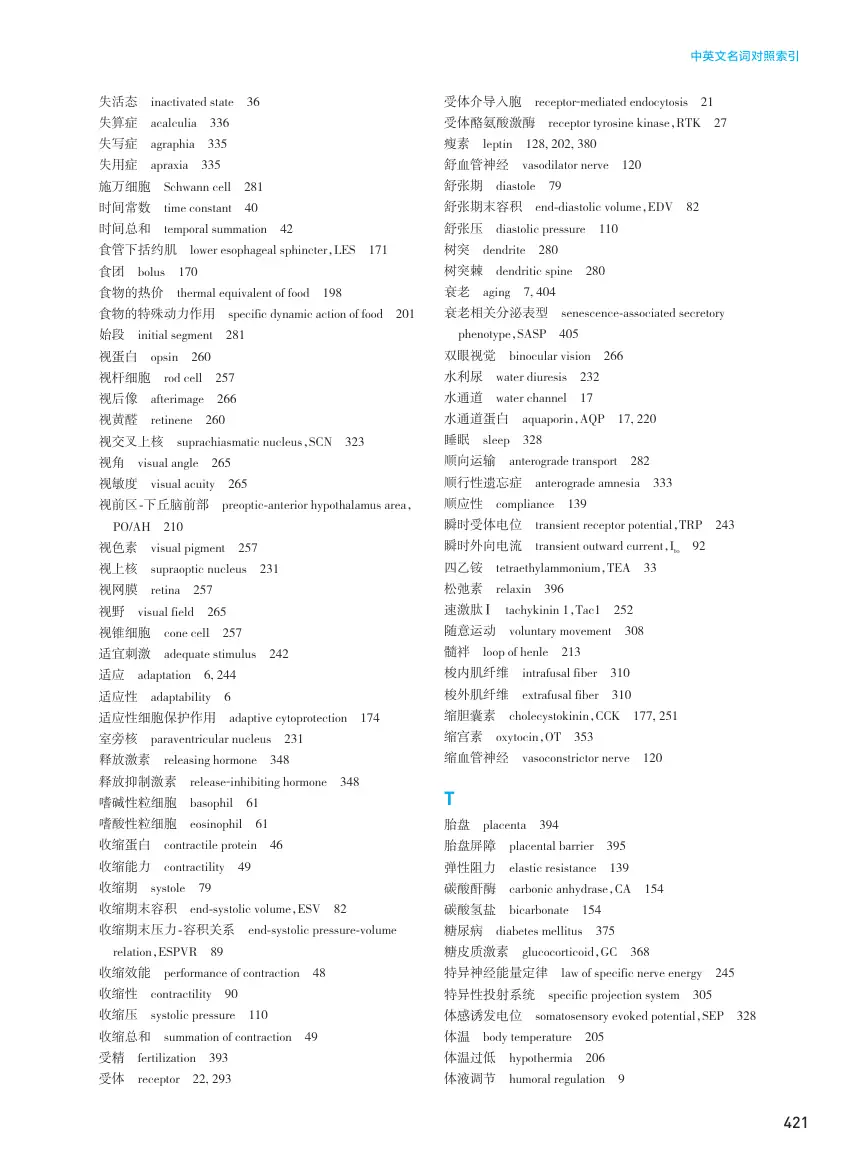 中英文名词对照索引
失活态 inactivated state 36
失算症 acalculia 336
失写症 agraphia 335
失用症 apraxia 335
施万细胞 Schwann cell 281
时间常数 time constant 40
时间总和 temporal summation 42
食管下括约肌 lower esophageal sphincter,LES 171
食团 bolus 170
食物的热价 thermal equivalent of food 198
食物的特殊动力作用 specific dynamic action of food 201
始段 initial segment 281
视蛋白 opsin 260
视杆细胞 rod cell 257
视后像 afterimage 266
视黄醛 retinene 260
视交叉上核 suprachiasmatic nucleus,SCN 323
视角 visual angle 265
视敏度 visual acuity 265
视前区-下丘脑前部 preoptic-anterior hypothalamus area,
PO/AH 210
视色素 visual pigment 257
视上核 supraoptic nucleus 231
视网膜 retina 257
视野 visual field 265
视锥细胞 cone cell 257
适宜刺激 adequate stimulus 242
适应 adaptation 6, 244
适应性 adaptability 6
适应性细胞保护作用 adaptive cytoprotection 174
室旁核 paraventricular nucleus 231
释放激素 releasing hormone 348
释放抑制激素 release-inhibiting hormone 348
嗜碱性粒细胞 basophil 61
嗜酸性粒细胞 eosinophil 61
收缩蛋白 contractile protein 46
收缩能力 contractility 49
收缩期 systole 79
收缩期末容积 end-systolic volume,ESV 82
收缩期末压力-容积关系 end-systolic pressure-volume
relation,ESPVR 89
收缩效能 performance of contraction 48
收缩性 contractility 90
收缩压 systolic pressure 110
收缩总和 summation of contraction 49
受精 fertilization 393
受体 receptor 22, 293
受体介导入胞 receptor-mediated endocytosis 21
受体酪氨酸激酶 receptor tyrosine kinase,RTK 27
瘦素 leptin 128, 202, 380
舒血管神经 vasodilator nerve 120
舒张期 diastole 79
舒张期末容积 end-diastolic volume,EDV 82
舒张压 diastolic pressure 110
树突 dendrite 280
树突棘 dendritic spine 280
衰老 aging 7, 404
衰老相关分泌表型 senescence-associated secretory
phenotype,SASP 405
双眼视觉 binocular vision 266
水利尿 water diuresis 232
水通道 water channel 17
水通道蛋白 aquaporin,AQP 17, 220
睡眠 sleep 328
顺向运输 anterograde transport 282
顺行性遗忘症 anterograde amnesia 333
顺应性 compliance 139
瞬时受体电位 transient receptor potential,TRP 243
瞬时外向电流 transient outward current,Ito 92
四乙铵 tetraethylammonium,TEA 33
松弛素 relaxin 396
速激肽Ⅰ tachykinin 1,Tac1 252
随意运动 voluntary movement 308
髓袢 loop of henle 213
梭内肌纤维 intrafusal fiber 310
梭外肌纤维 extrafusal fiber 310
缩胆囊素 cholecystokinin,CCK 177, 251
缩宫素 oxytocin,OT 353
缩血管神经 vasoconstrictor nerve 120
T
胎盘 placenta 394
胎盘屏障 placental barrier 395
弹性阻力 elastic resistance 139
碳酸酐酶 carbonic anhydrase,CA 154
碳酸氢盐 bicarbonate 154
糖尿病 diabetes mellitus 375
糖皮质激素 glucocorticoid,GC 368
特异神经能量定律 law of specific nerve energy 245
特异性投射系统 specific projection system 305
体感诱发电位 somatosensory evoked potential,SEP 328
体温 body temperature 205
体温过低 hypothermia 206
体液调节 humoral regulation 9
421